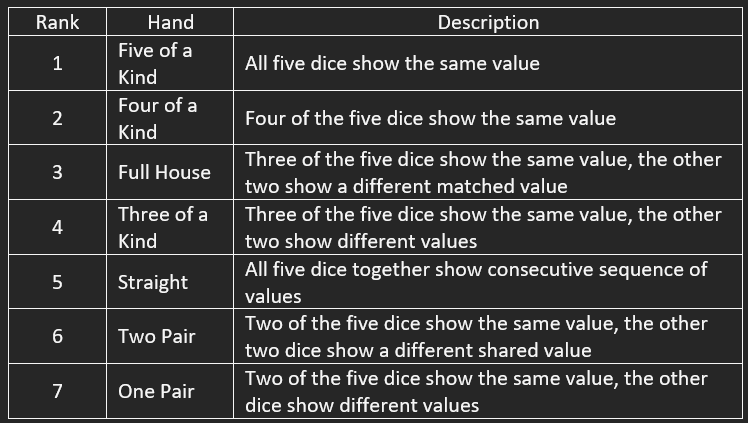 Rank Hand Description
1 Five of a Kind All five dice show the same value
2 Four of a Kind Four of the five dice show the same value
3 Full House Three of the five dice show the same value, the other
two show a different matched value
4 Three of a Kind Three of the five dice show the same value, the other
two show different values
5 Straight All five dice together show consecutive sequence of
values
6 Two Pair Two of the five dice show the same value, the other
two dice show a different shared value
7 One Pair Two of the five dice show the same value, the other
dice show different values